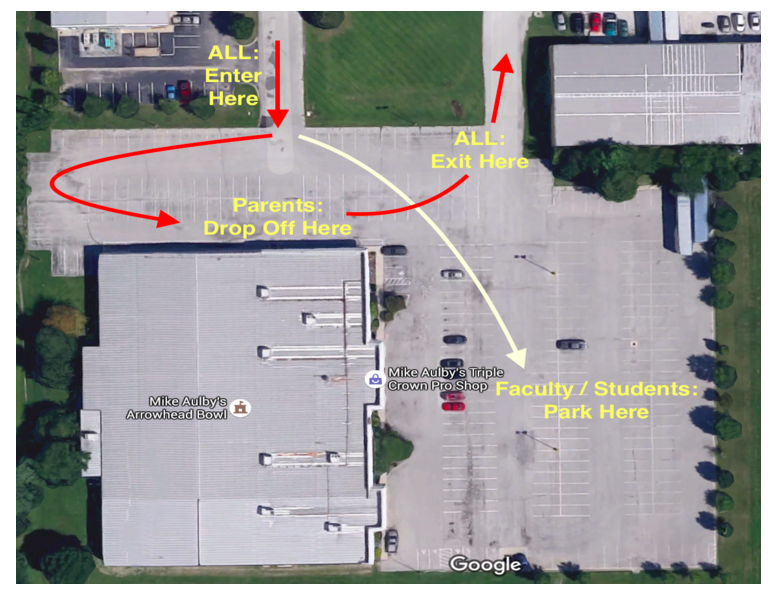 ALL:
Enter
Here
ALL:
Exit Here
Parents:
Drop Off Here
Mike Aulby's Triple
Crown Pro Shop
Faculty / Students:
Park Here
Mike Aulby's
Arrowhead Bowl
Google